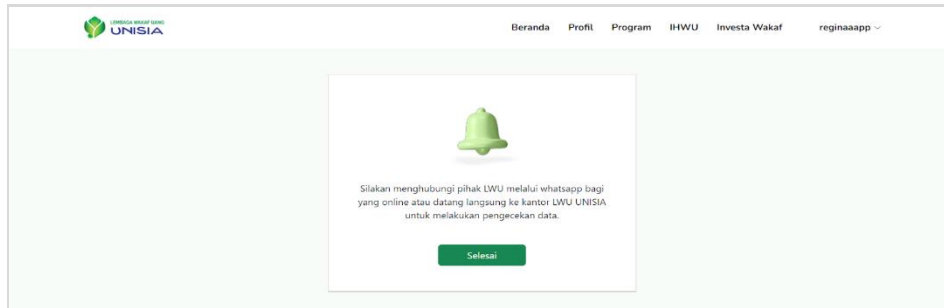 LEMBAGA WAKAF UANG
UNISIA
Beranda Profil Program IHWU Investa Wakaf reginaaapp
Silakan menghubungi pihak LWU melalui whatsapp bagi
yang online atau datang langsung ke kantor LWU UNISIA
untuk melakukan pengecekan data.
Selesai